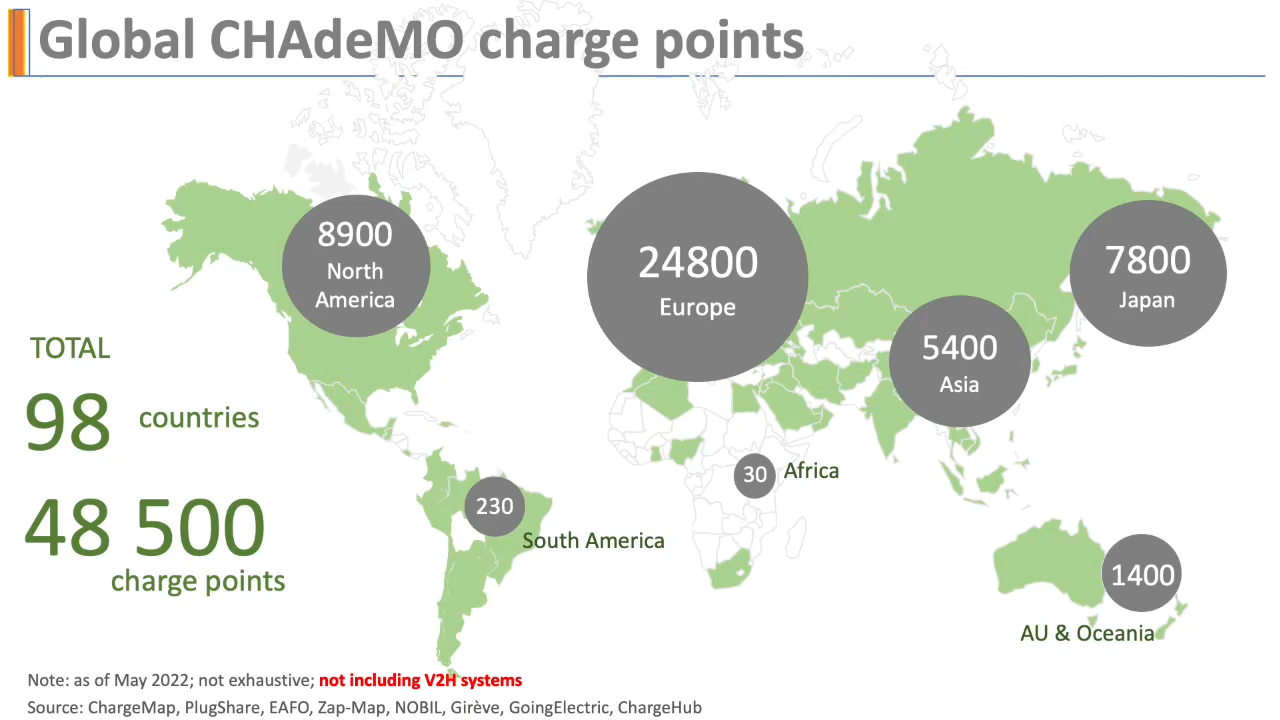 Global CHAdeMO charge points
8900
North
America
24800
Europe
7800
Japan
5400
Asia
TOTAL
98 countries
30 Africa
230
South America
48 500
charge points
1400
AU & Oceania
Note: as of May 2022; not exhaustive; not including V2H systems
Source: ChargeMap, PlugShare, EAFO, Zap-Map, NOBIL, Girève, GoingElectric, ChargeHub